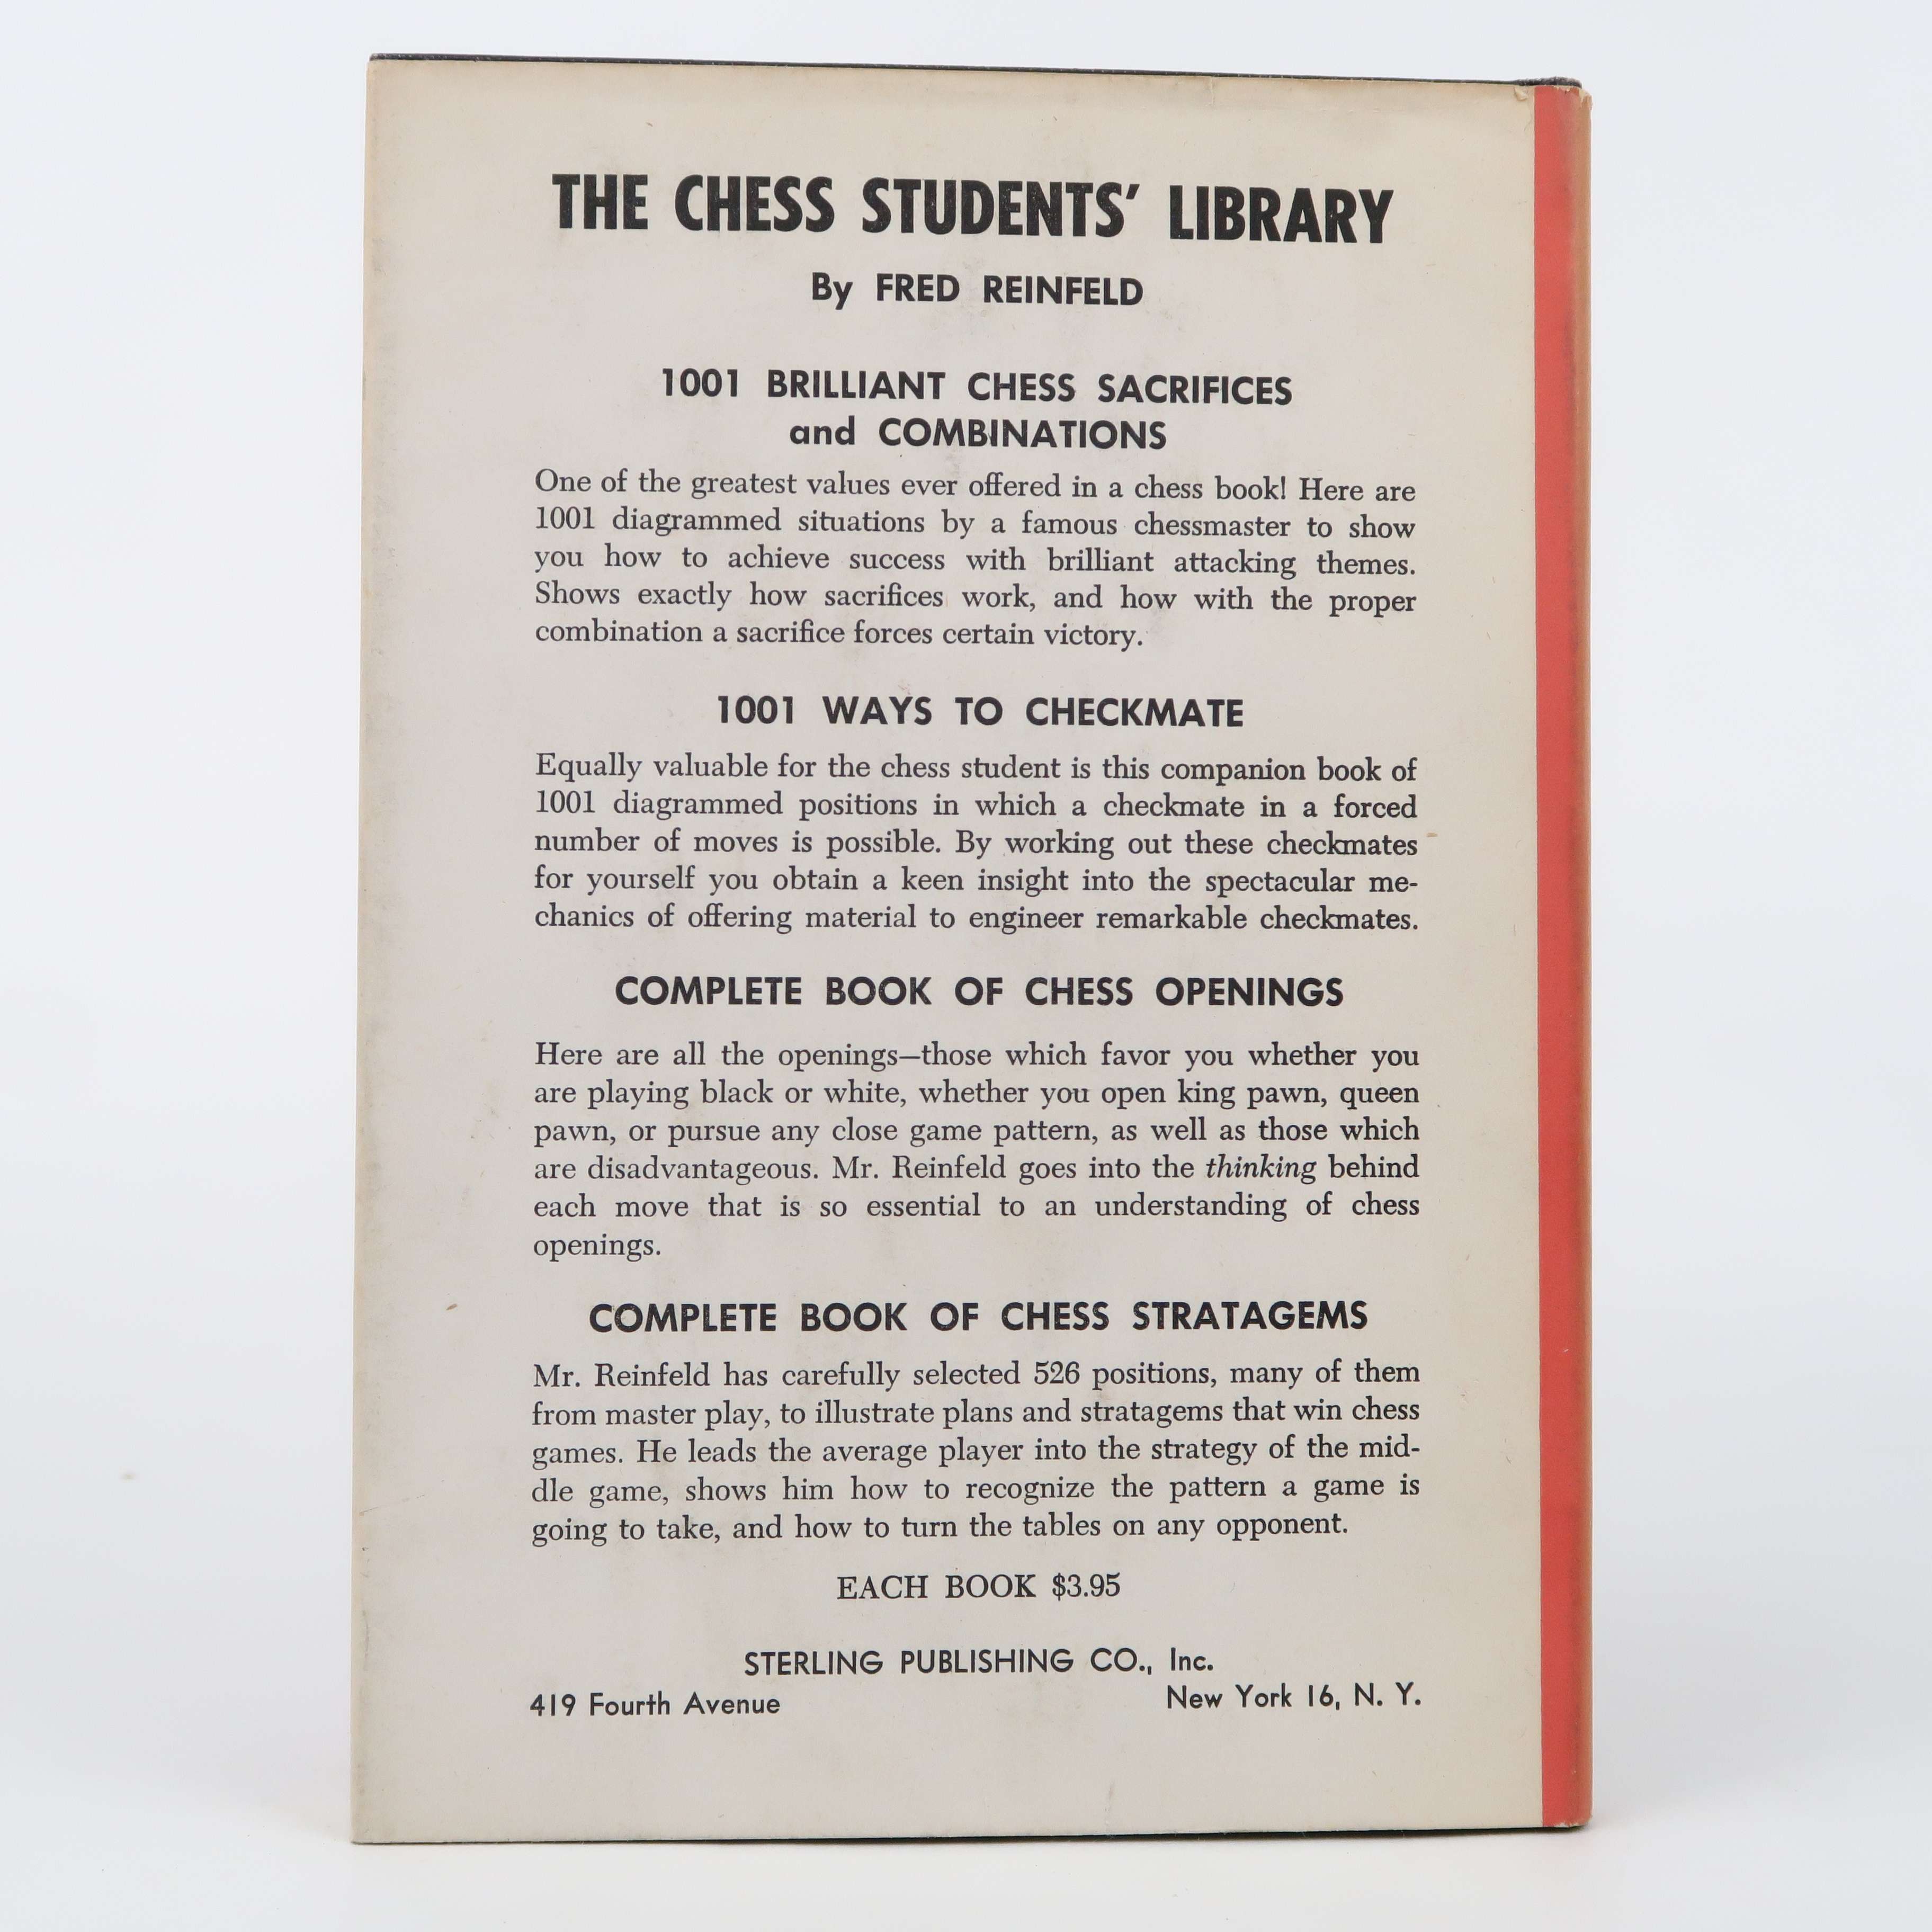 THE CHESS STUDENTS' LIBRARY
By FRED REINFELD
1001 BRILLIANT CHESS SACRIFICES
and COMBINATIONS
One of the greatest values ever offered in a chess book! Here are
1001 diagrammed situations by a famous chessmaster to show
you how to achieve success with brilliant attacking themes.
Shows exactly how sacrifices work, and how with the proper
combination a sacrifice forces certain victory.
1001 WAYS TO CHECKMATE
Equally valuable for the chess student is this companion book of
1001 diagrammed positions in which a checkmate in a forced
number of moves is possible. By working out these checkmates
for yourself you obtain a keen insight into the spectacular me-
chanics of offering material to engineer remarkable checkmates.
COMPLETE BOOK OF CHESS OPENINGS
Here are all the openings—those which favor you whether you
are playing black or white, whether you open king pawn, queen
pawn, or pursue any close game pattern, as well as those which
are disadvantageous. Mr. Reinfeld goes into the thinking behind
each move that is so essential to an understanding of chess
openings.
COMPLETE BOOK OF CHESS STRATAGEMS
Mr. Reinfeld has carefully selected 526 positions, many of them
from master play, to illustrate plans and stratagems that win chess
games. He leads the average player into the strategy of the mid-
dle game, shows him how to recognize the pattern a game is
going to take, and how to turn the tables on any opponent.
EACH BOOK $3.95
STERLING PUBLISHING CO., Inc.
419 Fourth Avenue New York 16, N. Y.